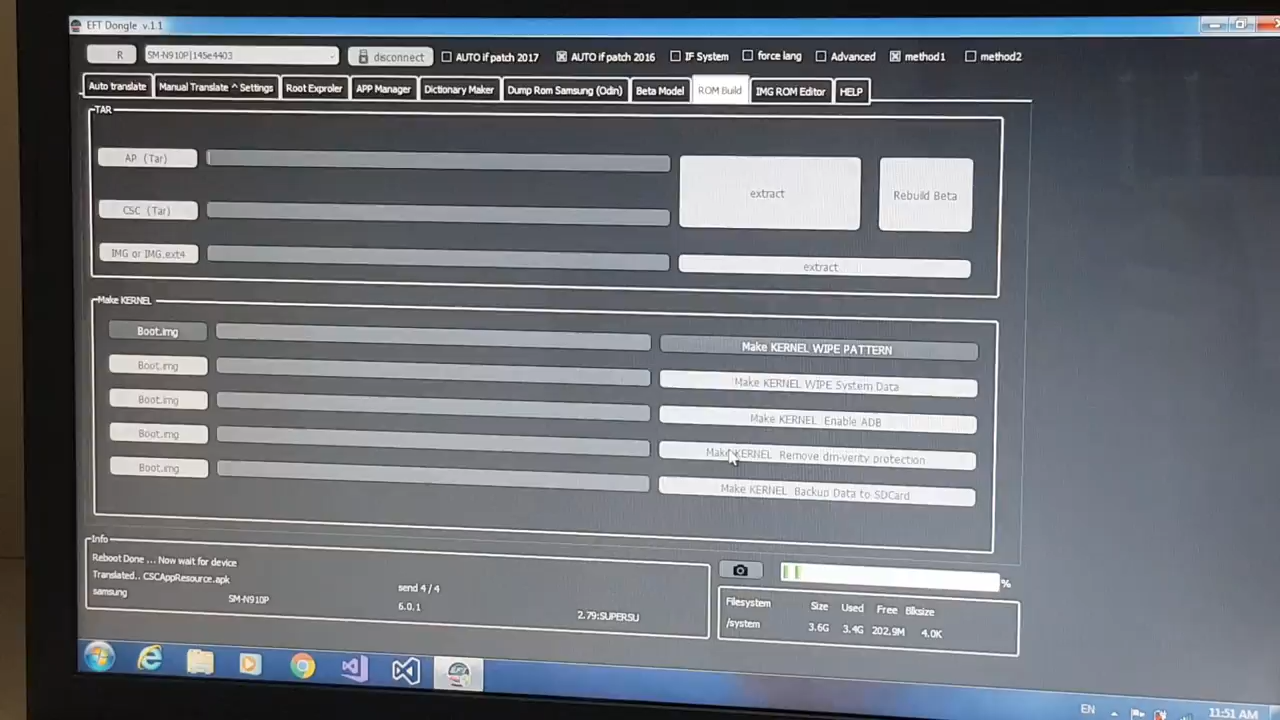 EFT Dongle v.1.1
R SM-N910P|145e4403 disconnect AUTO if patch 2017 AUTO if patch 2016 IF System force lang Advanced method1 method2
Auto translate Manual Translate ^ Settings Root Exproler APP Manager Dictionary Maker Dump Rom Samsung (Odin) Beta Model ROM Build IMG ROM Editor HELP
TAR
AP (Tar) extract Rebuild Beta
CSC (Tar)
IMG or IMG.ext4 extract
Make KERNEL
Boot.img Make KERNEL WIPE PATTERN
Boot.img Make KERNEL WIPE System Data
Boot.img Make KERNEL Enable ADB
Boot.img Make KERNEL Remove dm-verity protection
Boot.img Make KERNEL Backup Data to SDCard
Info
Reboot Done ... Now wait for device
Translated.. CSCAppResource.apk send 4 / 4
samsung SM-N910P 6.0.1 2.79:SUPERSU
%
Filesystem Size Used Free Blksize
/system 3.6G 3.4G 202.9M 4.0K
EN 11:51 AM